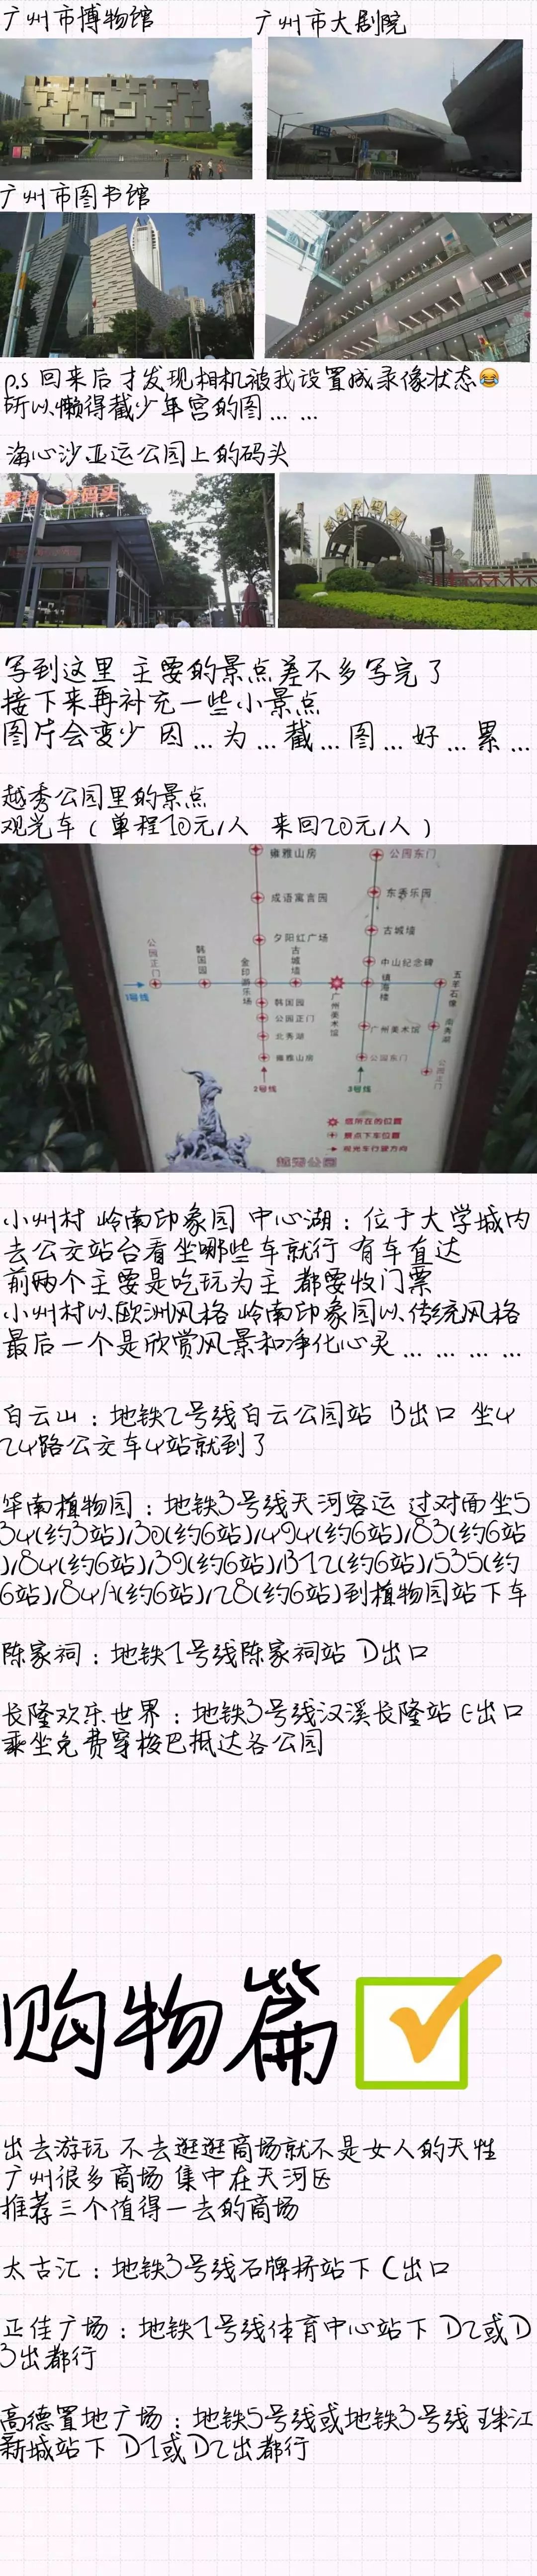 广州市博物馆
广州市大剧院
广州市图书馆
p.s 回来后才发现相机被我设置成录像状态😂
所以懒得截少年宫的图... ...
海心沙亚运公园上的码头
码头
写到这里 主要的景点差不多写完了
接下来再补充一些小景点
图片会变少 因...为...截...图...好...累...
越秀公园里的景点
观光车（单程10元/人 来回20元/人）
雍雅山房
公园东门
成语寓言园
东秀乐园
夕阳红广场
古城墙
公园正门
韩国园
金印游乐场
古城墙
中山纪念碑
广州美术馆
镇海楼
五羊石像
1号线
韩国园
公园正门
北秀湖
雍雅山房
广州美术馆
公园东门
南秀湖
公园正门
2号线
3号线
您所在的位置
景点下车位置
观光车行驶方向
越秀公园
小州村 岭南印象园 中心湖：位于大学城内
去公交站台看坐哪些车就行 有车直达
前两个主要是吃玩为主 都要收门票
小州村以欧洲风格 岭南印象园以传统风格
最后一个是欣赏风景和净化心灵... ... ... ...
白云山：地铁2号线白云公园站 B出口 坐4
24路公交车4站就到了
华南植物园：地铁3号线天河客运 过对面坐5
34(约3站)/30(约6站)/494(约6站)/83(约6站
)/84(约6站)/39(约6站)/B12(约6站)/535(约
6站)/84A(约6站)/28(约6站)到植物园站下车
陈家祠：地铁1号线陈家祠站 D出口
长隆欢乐世界：地铁3号线汉溪长隆站 E出口
乘坐免费穿梭巴抵达各公园
购物篇
出去游玩 不去逛逛商场就不是女人的天性
广州很多商场 集中在天河区
推荐三个值得一去的商场
太古汇：地铁3号线石牌桥站下 C出口
正佳广场：地铁1号线体育中心站下 D2或D
3出都行
高德置地广场：地铁5号线或地铁3号线 珠江
新城站下 D1或D2出都行